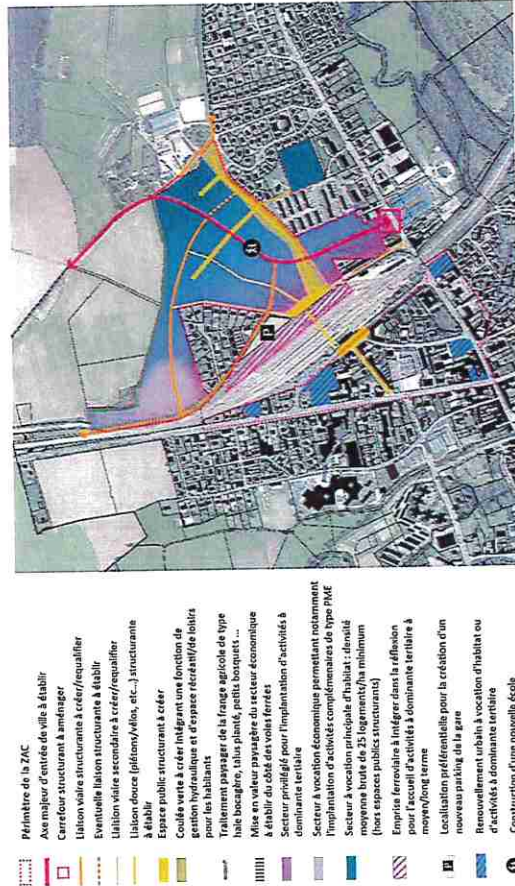 Périmètre de la ZAC
Axe majeur d'entrée de ville à établir
Carrefour structurant à aménager
Liaison viaire structurante à créer/requalifier
Eventuelle liaison structurante à établir
Liaison viaire secondaire à créer/requalifier
Liaison douce (piétons/vélos, etc...) structurante
à établir
Espace public structurant à créer
Coulée verte à créer intégrant une fonction de
gestion hydraulique et d'espace récréatif/de loisirs
pour les habitants
Traitement paysager de la frange agricole de type
haie bocagère, talus planté, petits bosquets ...
Mise en valeur paysagère du secteur économique
à établir du côté des voies ferrées
Secteur privilégié pour l'implantation d'activités à
dominante tertiaire
Secteur à vocation économique permettant notamment
l'implantation d'activités complémentaires de type PME
Secteur à vocation principale d'habitat : densité
moyenne brute de 25 logements/ha minimum
(hors espaces publics structurants)
Emprise ferroviaire à intégrer dans la réflexion
pour l'accueil d'activités à dominante tertiaire à
moyen/long terme
P
Localisation préférentielle pour la création d'un
nouveau parking de la gare
Renouvellement urbain à vocation d'habitat ou
d'activités à dominante tertiaire
Construction d'une nouvelle école
P